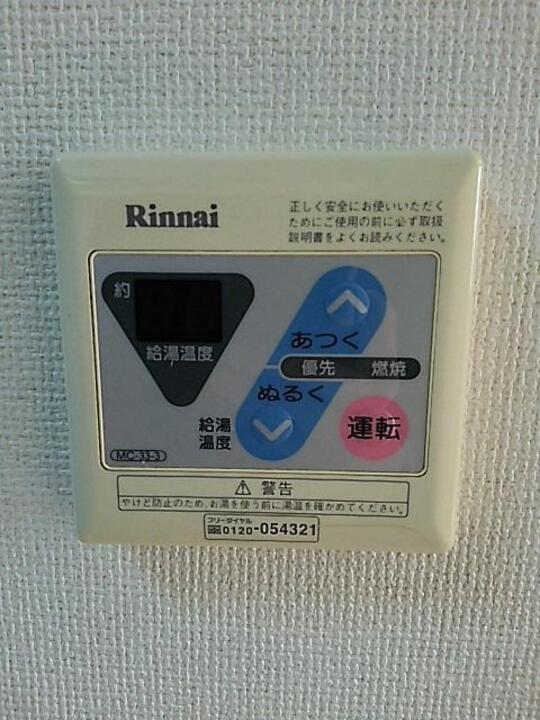 Rinnai
正しく安全にお使いいただく
ためにご使用の前に必ず取扱
説明書をよくお読みください。
約
給湯温度
あつく
優先 燃焼
ぬるく
給湯
温度
運転
MC-33-3
⚠ 警告
やけど防止のため、お湯を使う前に湯温を確かめてください。
フリーダイヤル
0120-054321